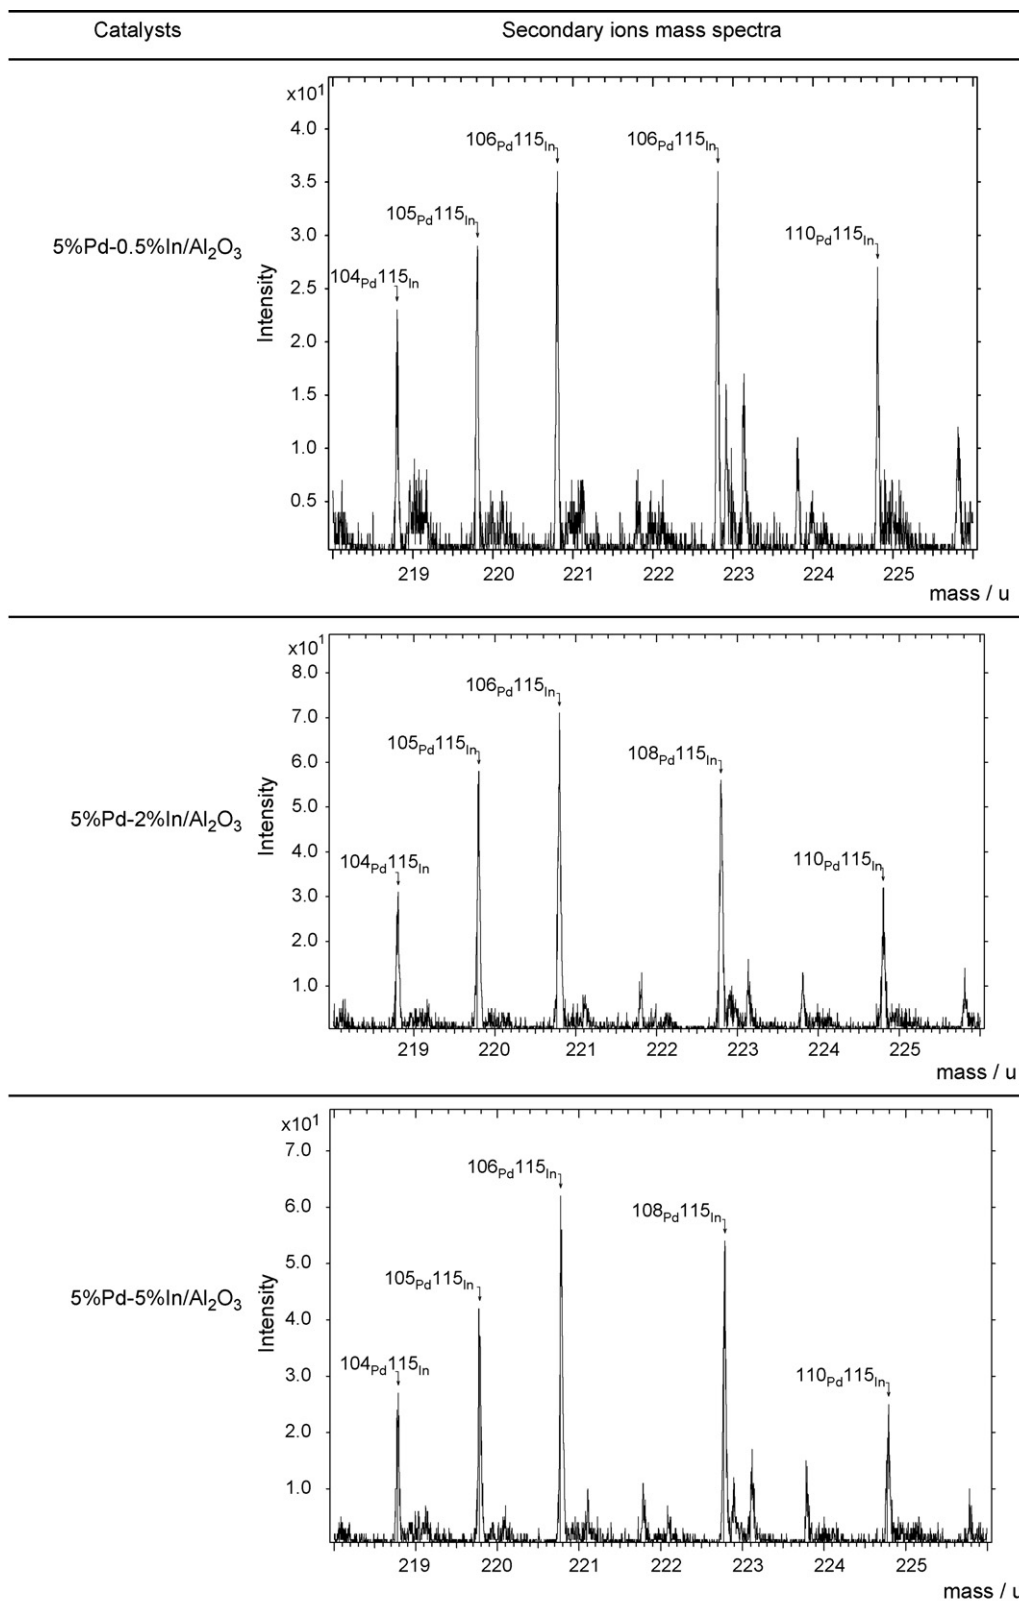 Catalysts Secondary ions mass spectra
5%Pd-0.5%In/Al₂O₃
x10¹
4.0
3.5
3.0
2.5
2.0
1.5
1.0
0.5
Intensity
104Pd115In
105Pd115In
106Pd115In
106Pd115In
110Pd115In
219 220 221 222 223 224 225
mass / u
5%Pd-2%In/Al₂O₃
x10¹
8.0
7.0
6.0
5.0
4.0
3.0
2.0
1.0
Intensity
104Pd115In
105Pd115In
106Pd115In
108Pd115In
110Pd115In
219 220 221 222 223 224 225
mass / u
5%Pd-5%In/Al₂O₃
x10¹
7.0
6.0
5.0
4.0
3.0
2.0
1.0
Intensity
104Pd115In
105Pd115In
106Pd115In
108Pd115In
110Pd115In
219 220 221 222 223 224 225
mass / u